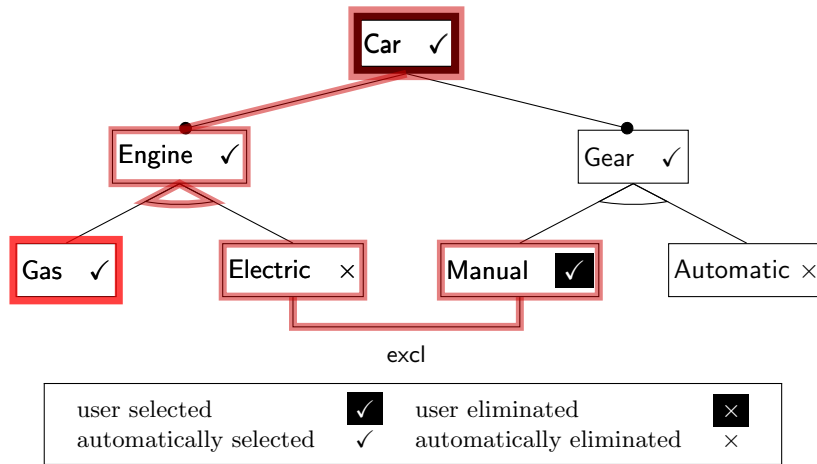 Car ✓
Engine ✓ Gear ✓
Gas ✓ Electric × Manual ✓ Automatic ×
excl
user selected ✓ user eliminated ×
automatically selected ✓ automatically eliminated ×